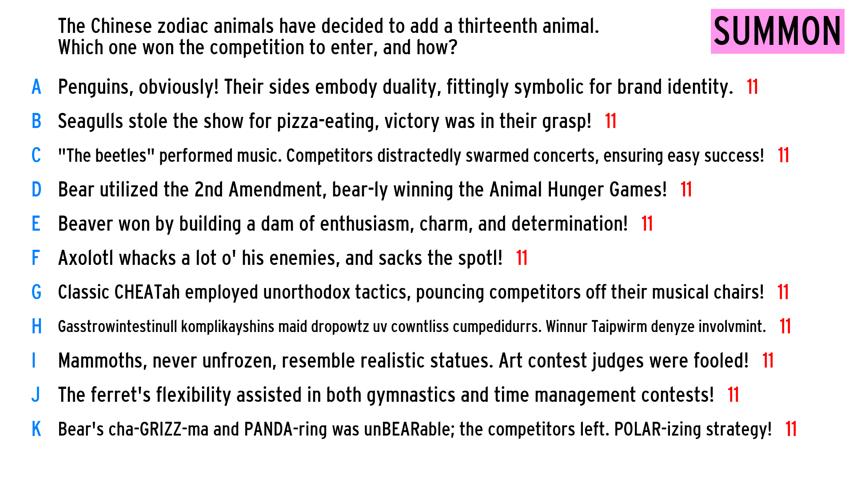 The Chinese zodiac animals have decided to add a thirteenth animal.
Which one won the competition to enter, and how?
SUMMON
A Penguins, obviously! Their sides embody duality, fittingly symbolic for brand identity. 11
B Seagulls stole the show for pizza-eating, victory was in their grasp! 11
C "The beetles" performed music. Competitors distractedly swarmed concerts, ensuring easy success! 11
D Bear utilized the 2nd Amendment, bear-ly winning the Animal Hunger Games! 11
E Beaver won by building a dam of enthusiasm, charm, and determination! 11
F Axolotl whacks a lot o' his enemies, and sacks the spotl! 11
G Classic CHEATah employed unorthodox tactics, pouncing competitors off their musical chairs! 11
H Gasstrowintestinull komplikayshins maid dropowtz uv cowntliss cumpedidurrs. Winnur Taipwirm denyze involvmint. 11
I Mammoths, never unfrozen, resemble realistic statues. Art contest judges were fooled! 11
J The ferret's flexibility assisted in both gymnastics and time management contests! 11
K Bear's cha-GRIZZ-ma and PANDA-ring was unBEARable; the competitors left. POLAR-izing strategy! 11